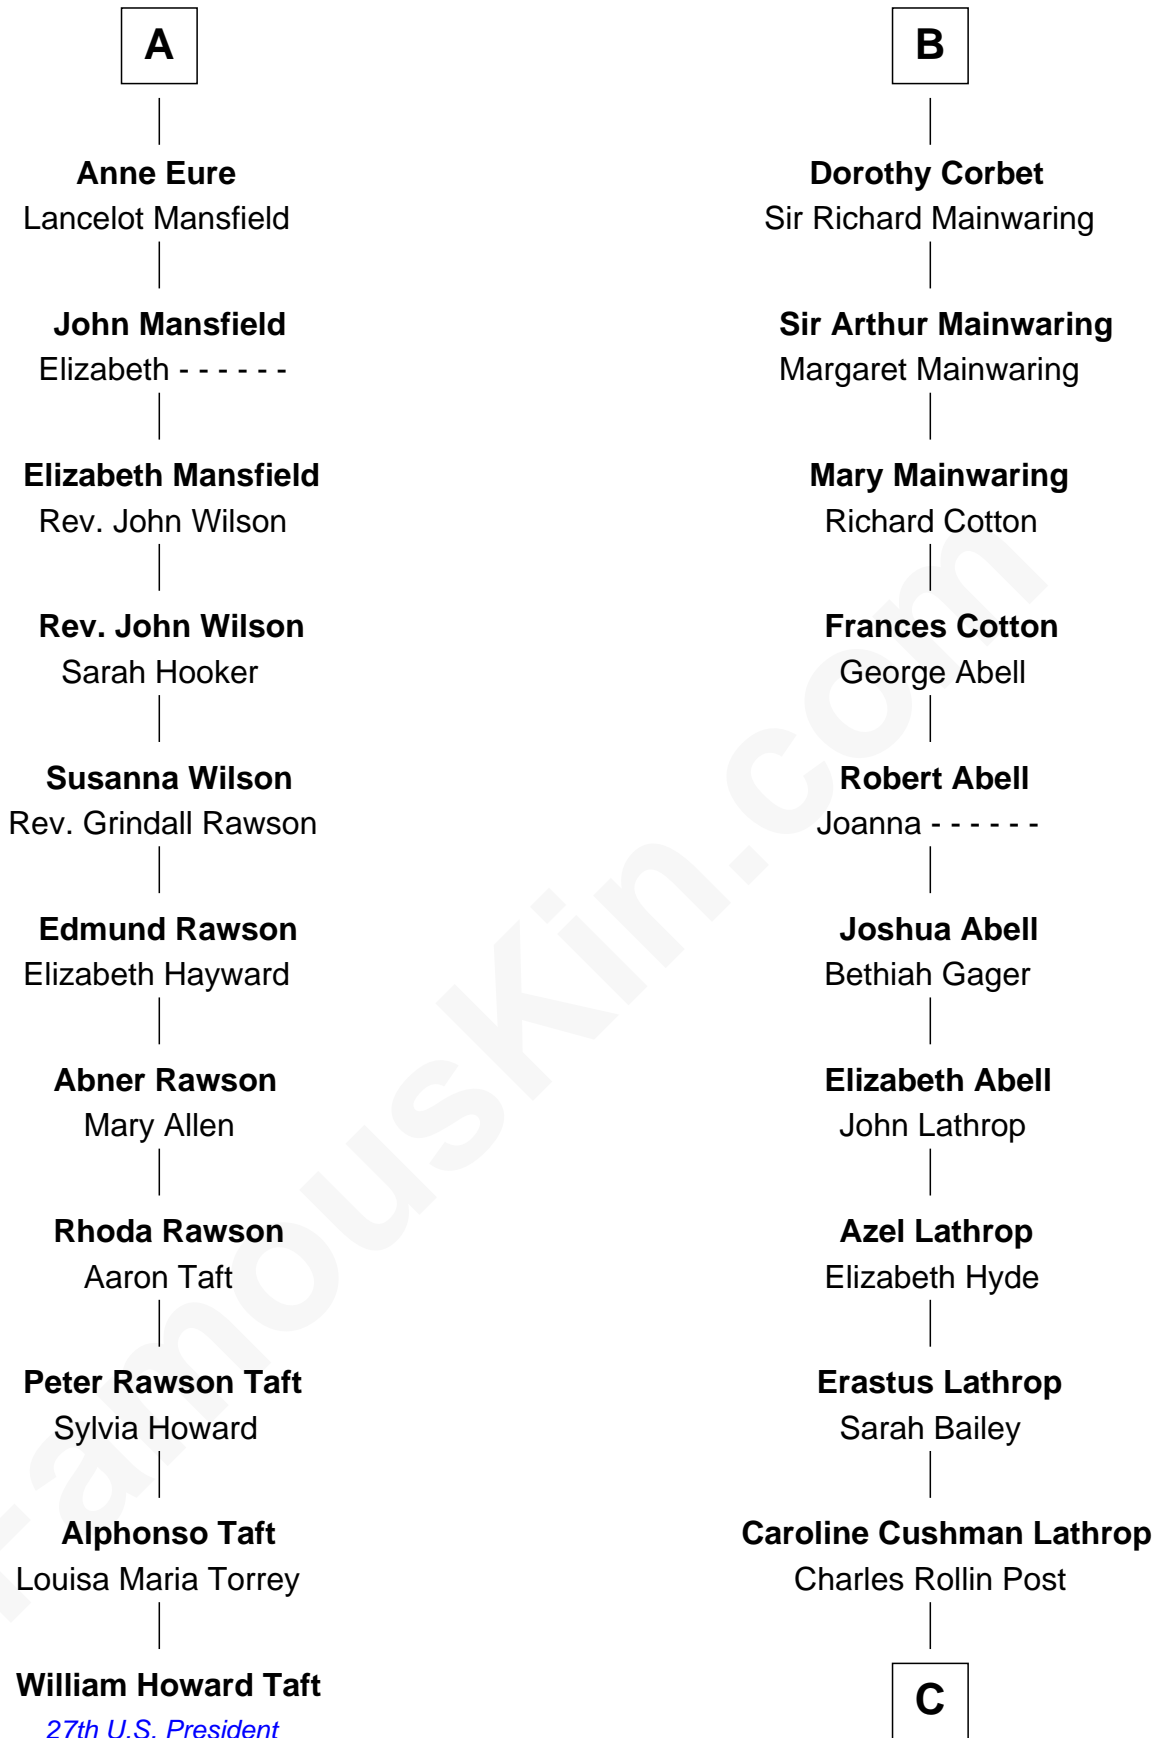 A
Anne Eure
Lancelot Mansfield
John Mansfield
Elizabeth - - - - - -
Elizabeth Mansfield
Rev. John Wilson
Rev. John Wilson
Sarah Hooker
Susanna Wilson
Rev. Grindall Rawson
Edmund Rawson
Elizabeth Hayward
Abner Rawson
Mary Allen
Rhoda Rawson
Aaron Taft
Peter Rawson Taft
Sylvia Howard
Alphonso Taft
Louisa Maria Torrey
William Howard Taft
27th U.S. President
B
Dorothy Corbet
Sir Richard Mainwaring
Sir Arthur Mainwaring
Margaret Mainwaring
Mary Mainwaring
Richard Cotton
Frances Cotton
George Abell
Robert Abell
Joanna - - - - - -
Joshua Abell
Bethiah Gager
Elizabeth Abell
John Lathrop
Azel Lathrop
Elizabeth Hyde
Erastus Lathrop
Sarah Bailey
Caroline Cushman Lathrop
Charles Rollin Post
C
FamousKin.com